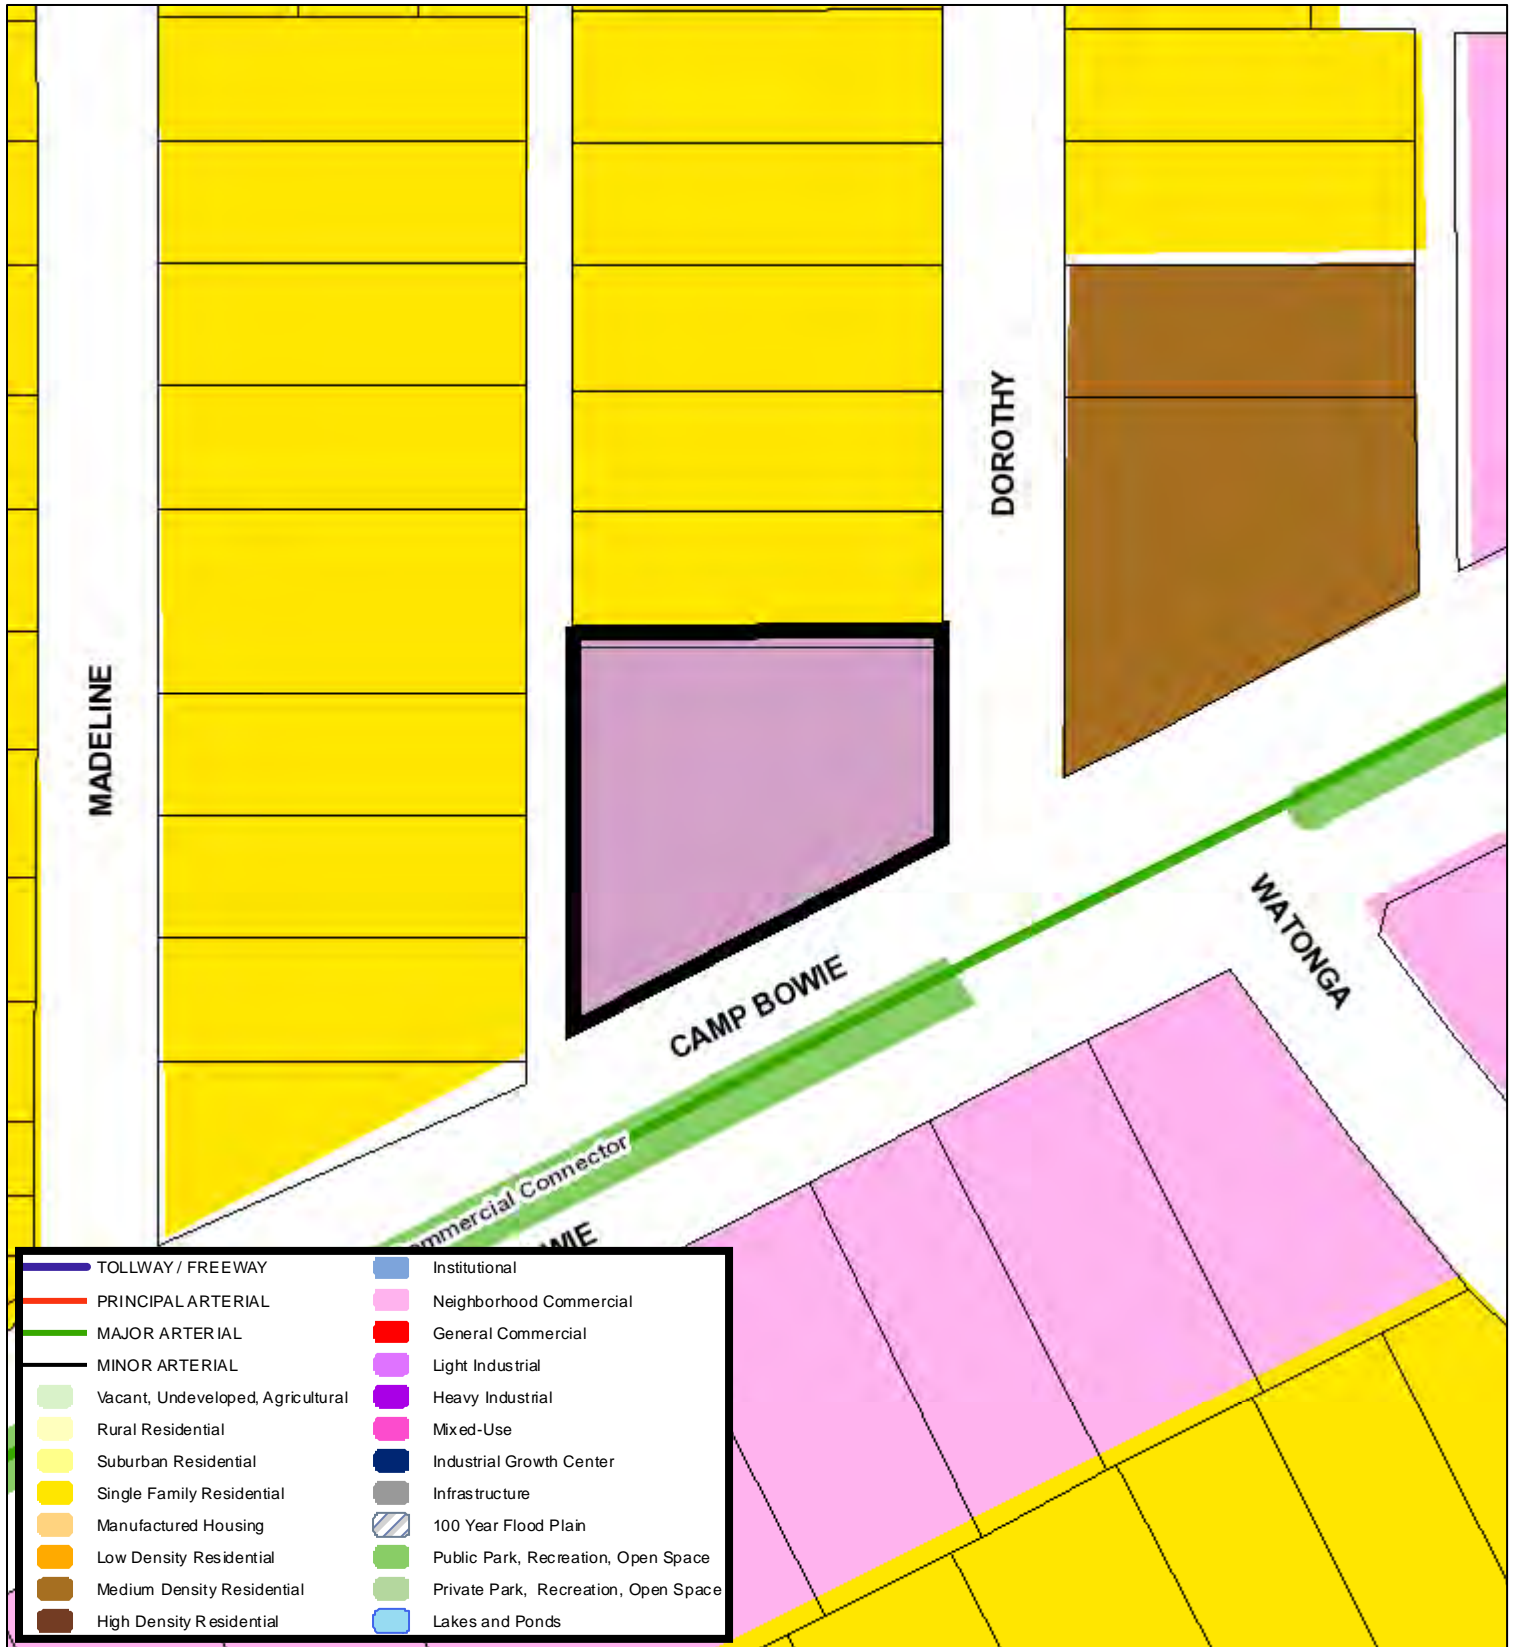 DOROTHY
MADELINE
WATONGA
CAMP BOWIE
ommercial Connector
WIE
TOLLWAY / FREEWAY
PRINCIPAL ARTERIAL
MAJOR ARTERIAL
MINOR ARTERIAL
Vacant, Undeveloped, Agricultural
Rural Residential
Suburban Residential
Single Family Residential
Manufactured Housing
Low Density Residential
Medium Density Residential
High Density Residential
Institutional
Neighborhood Commercial
General Commercial
Light Industrial
Heavy Industrial
Mixed-Use
Industrial Growth Center
Infrastructure
100 Year Flood Plain
Public Park, Recreation, Open Space
Private Park, Recreation, Open Space
Lakes and Ponds